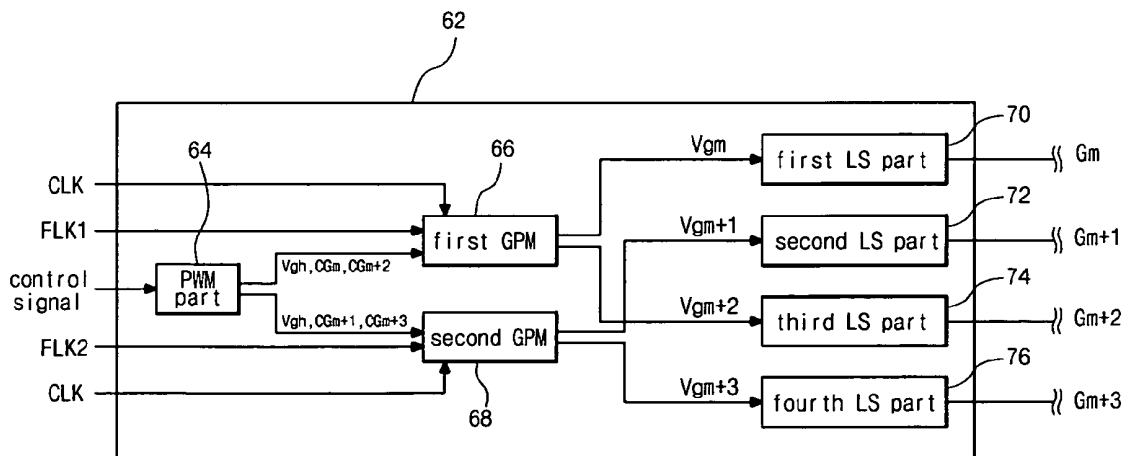 62
70
64
66
Vgm
first LS part
Gm
CLK
72
FLK1
first GPM
Vgm+1
second LS part
Gm+1
control
signal
PWM
part
Vgh,CGm,CGm+2
74
Vgh,CGm+1,CGm+3
Vgm+2
third LS part
Gm+2
FLK2
second GPM
76
CLK
68
Vgm+3
fourth LS part
Gm+3